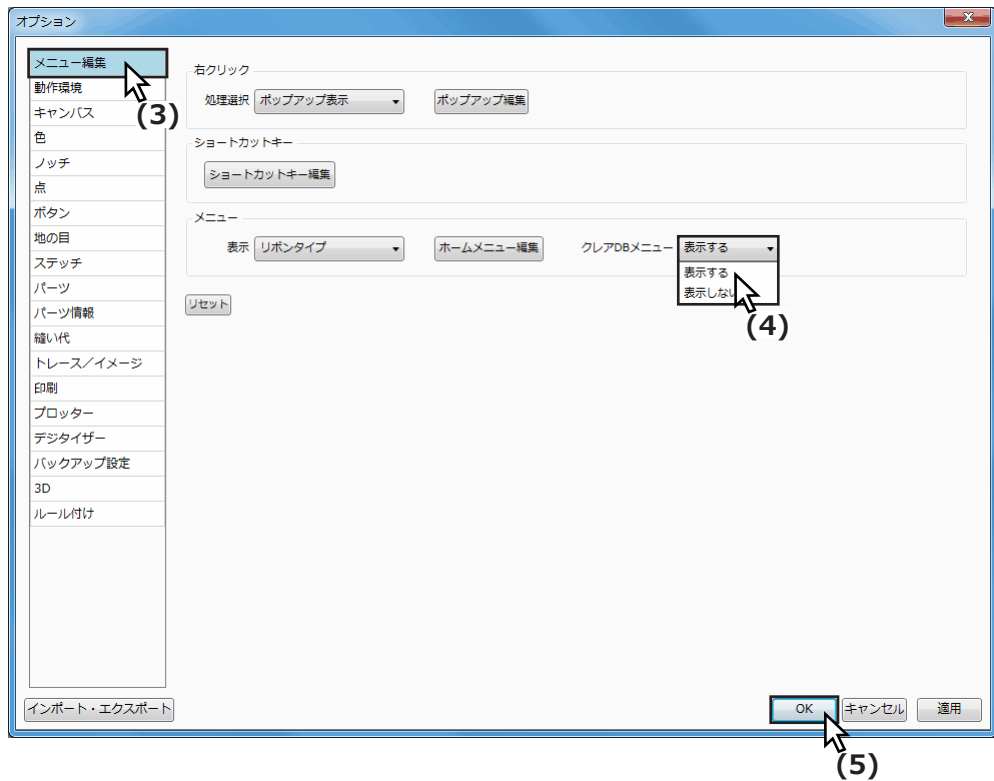 オプション
メニュー編集
(3)
動作環境
キャンバス
色
ノッチ
点
ボタン
地の目
ステッチ
パーツ
パーツ情報
縫い代
トレース／イメージ
印刷
プロッター
デジタイザー
バックアップ設定
3D
ルール付け
右クリック
処理選択 ポップアップ表示 ポップアップ編集
ショートカットキー
ショートカットキー編集
メニュー
表示 リボンタイプ ホームメニュー編集 クレアDBメニュー 表示する
表示する
表示しない
(4)
リセット
インポート・エクスポート
OK キャンセル 適用
(5)